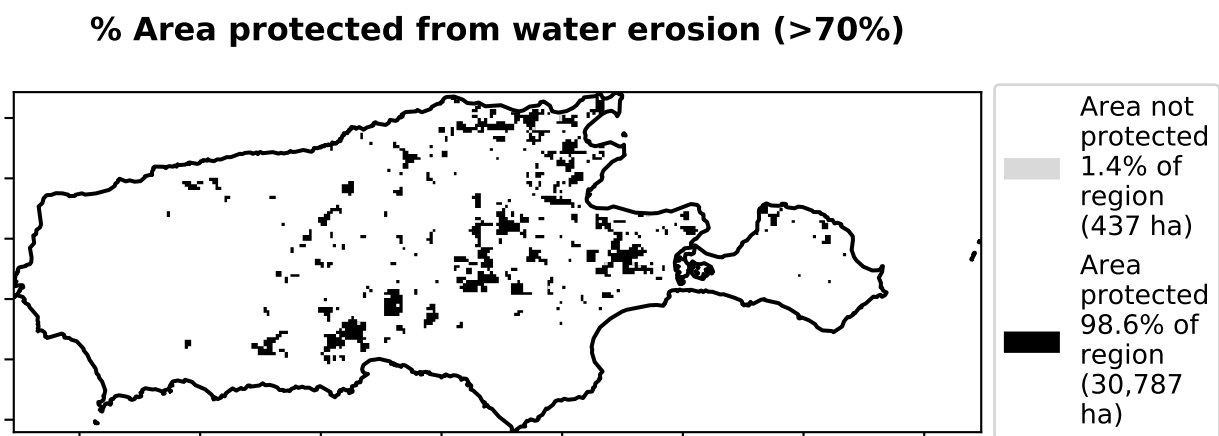 % Area protected from water erosion (>70%)
Area not
protected
1.4% of
region
(437 ha)
Area
protected
98.6% of
region
(30,787
ha)